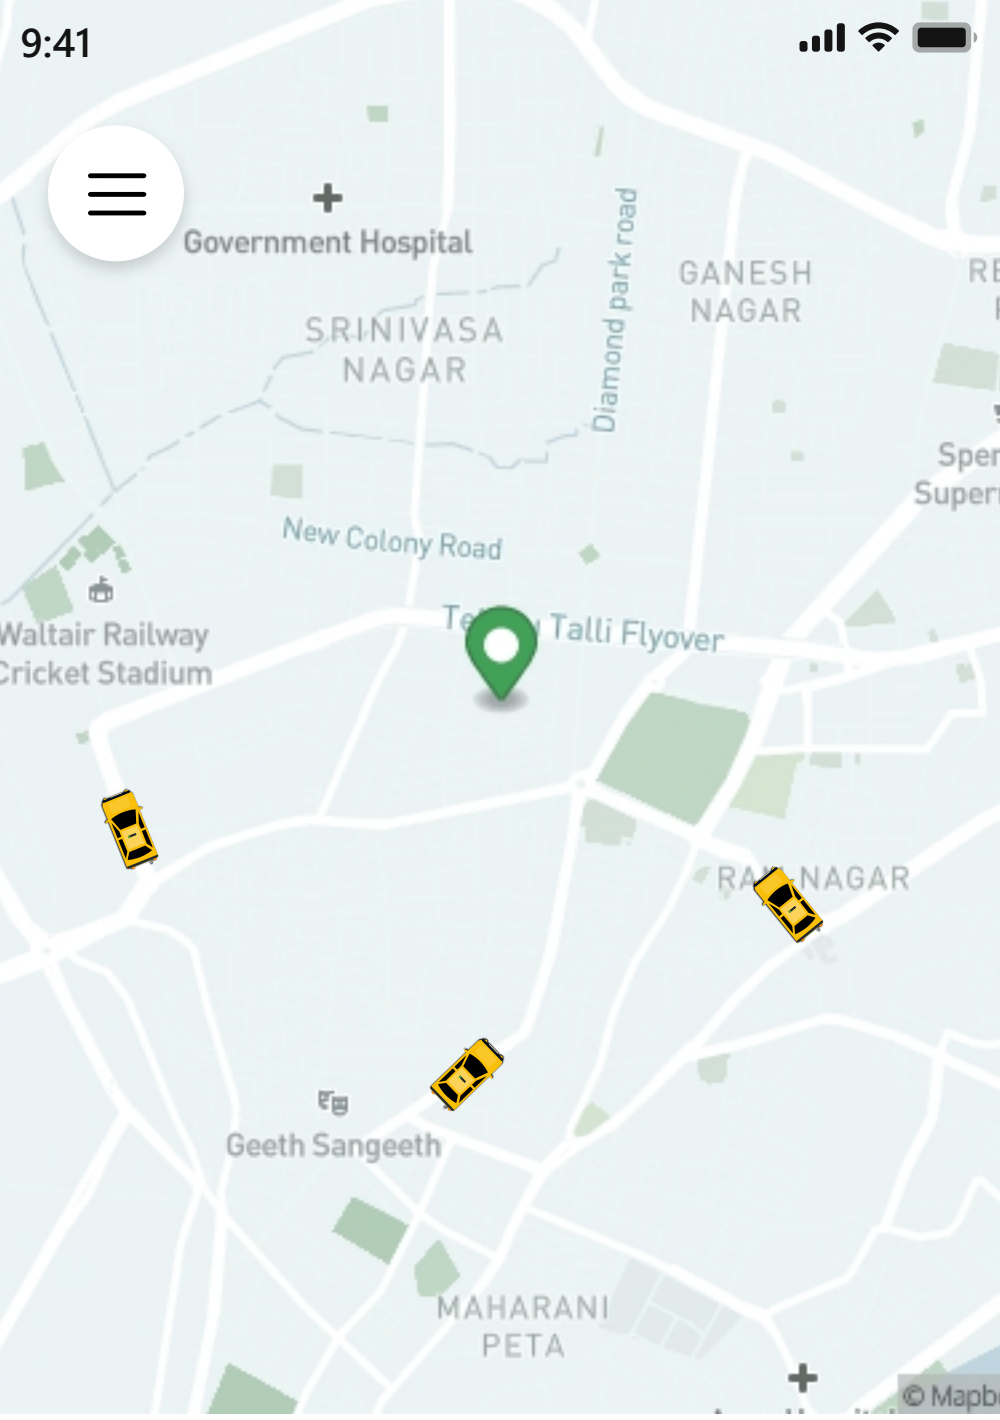 9:41
Government Hospital
Diamond park road
GANESH
NAGAR
SRINIVASA
NAGAR
New Colony Road
Talli Flyover
Waltair Railway
Cricket Stadium
NAGAR
Geeth Sangeeth
MAHARANI
PETA